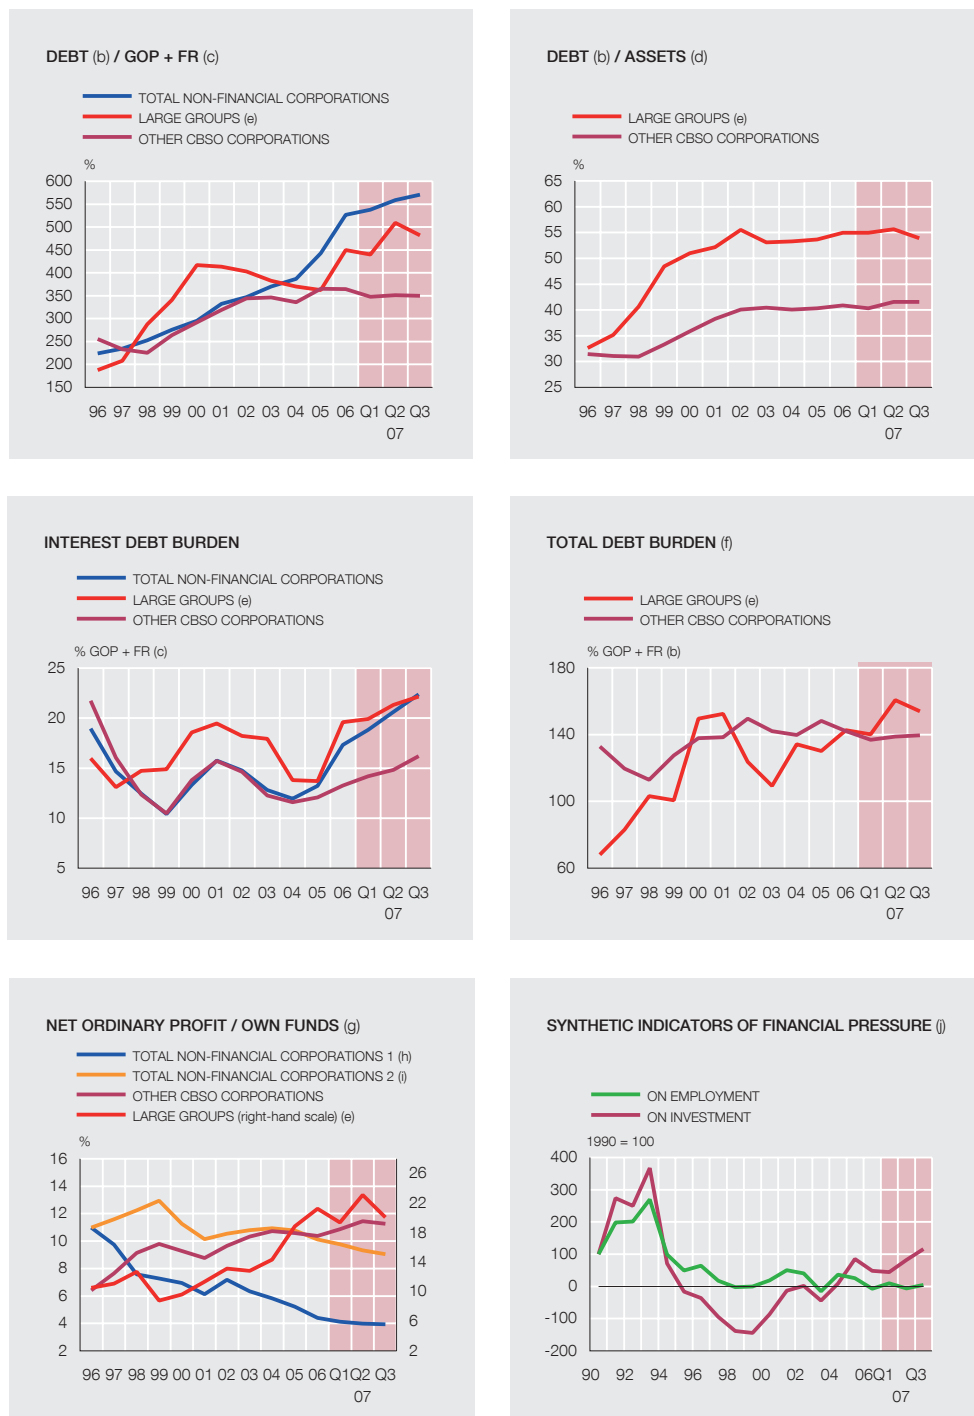 DEBT (b) / GOP + FR (c)
TOTAL NON-FINANCIAL CORPORATIONS
LARGE GROUPS (e)
OTHER CBSO CORPORATIONS
%
600
550
500
450
400
350
300
250
200
150
96 97 98 99 00 01 02 03 04 05 06 Q1 Q2 Q3
07
DEBT (b) / ASSETS (d)
LARGE GROUPS (e)
OTHER CBSO CORPORATIONS
%
65
60
55
50
45
40
35
30
25
96 97 98 99 00 01 02 03 04 05 06 Q1 Q2 Q3
07
INTEREST DEBT BURDEN
TOTAL NON-FINANCIAL CORPORATIONS
LARGE GROUPS (e)
OTHER CBSO CORPORATIONS
% GOP + FR (c)
25
20
15
10
5
96 97 98 99 00 01 02 03 04 05 06 Q1 Q2 Q3
07
TOTAL DEBT BURDEN (f)
LARGE GROUPS (e)
OTHER CBSO CORPORATIONS
% GOP + FR (b)
180
140
100
60
96 97 98 99 00 01 02 03 04 05 06 Q1 Q2 Q3
07
NET ORDINARY PROFIT / OWN FUNDS (g)
TOTAL NON-FINANCIAL CORPORATIONS 1 (h)
TOTAL NON-FINANCIAL CORPORATIONS 2 (i)
OTHER CBSO CORPORATIONS
LARGE GROUPS (right-hand scale) (e)
%
16
14
12
10
8
6
4
2
26
22
18
14
10
6
2
96 97 98 99 00 01 02 03 04 05 06 Q1 Q2 Q3
07
SYNTHETIC INDICATORS OF FINANCIAL PRESSURE (j)
ON EMPLOYMENT
ON INVESTMENT
1990 = 100
400
300
200
100
0
-100
-200
90 92 94 96 98 00 02 04 06 Q1 Q3
07